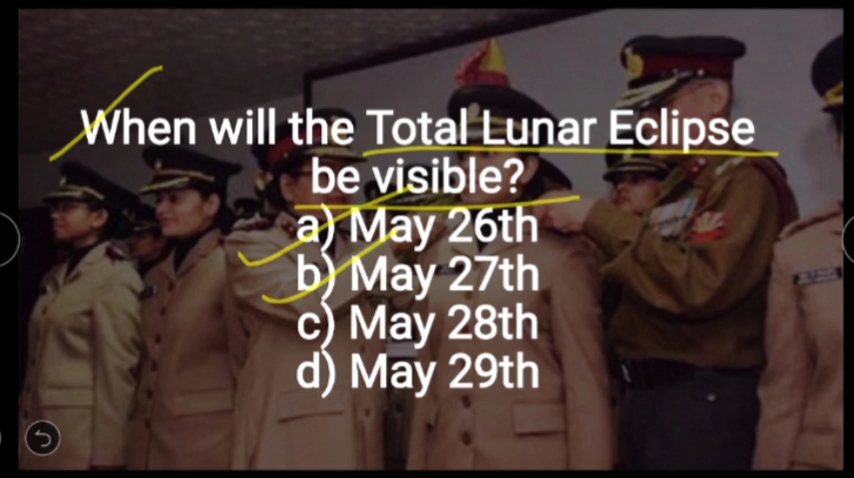 When will the Total Lunar Eclipse
be visible?
a) May 26th
b) May 27th
c) May 28th
d) May 29th